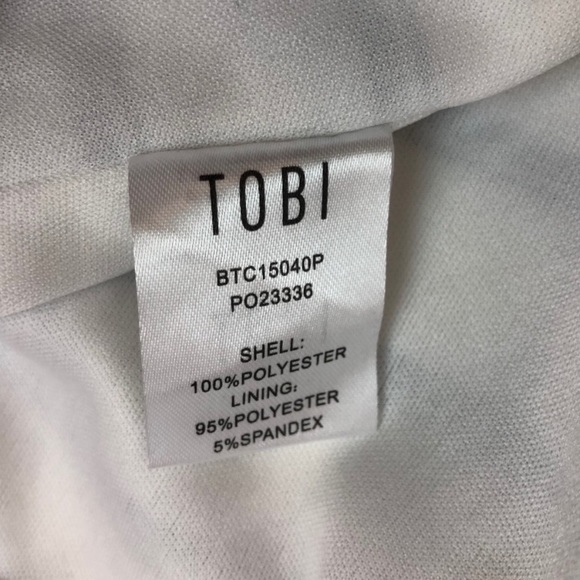 TOBI
BTC15040P
PO23336
SHELL:
100%POLYESTER
LINING:
95%POLYESTER
5%SPANDEX